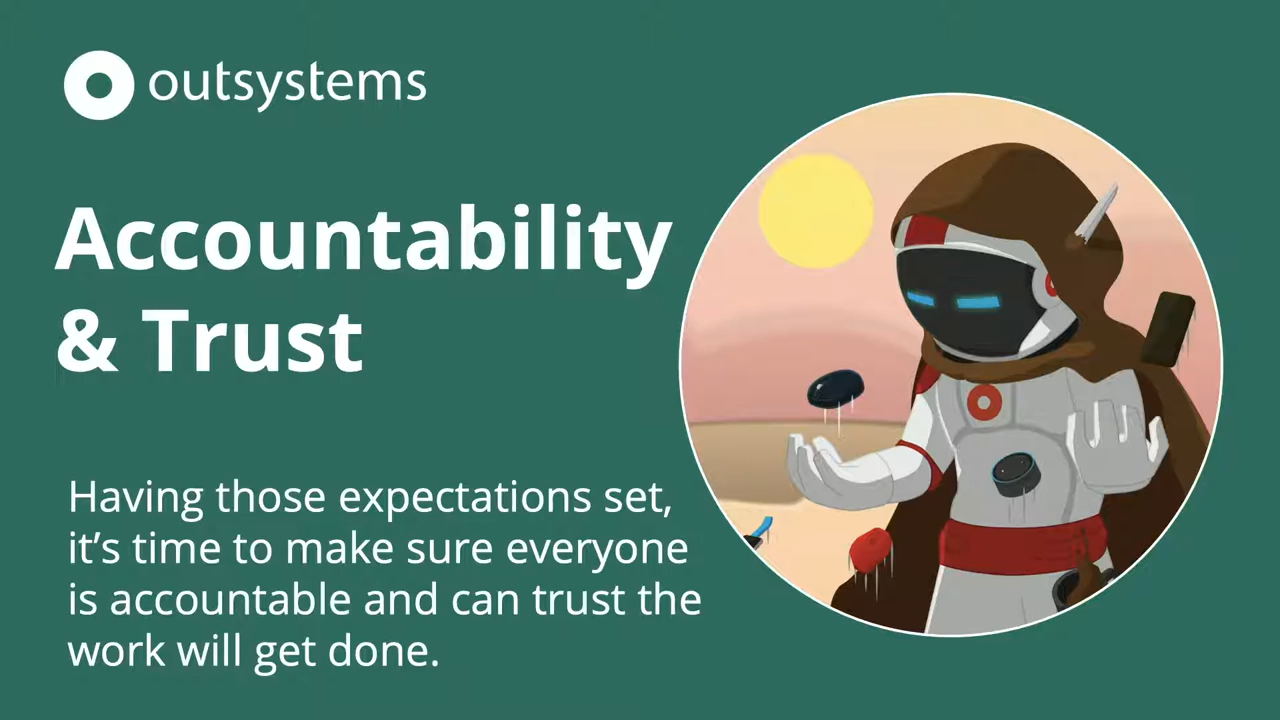 outsystems
Accountability
& Trust
Having those expectations set,
it’s time to make sure everyone
is accountable and can trust the
work will get done.